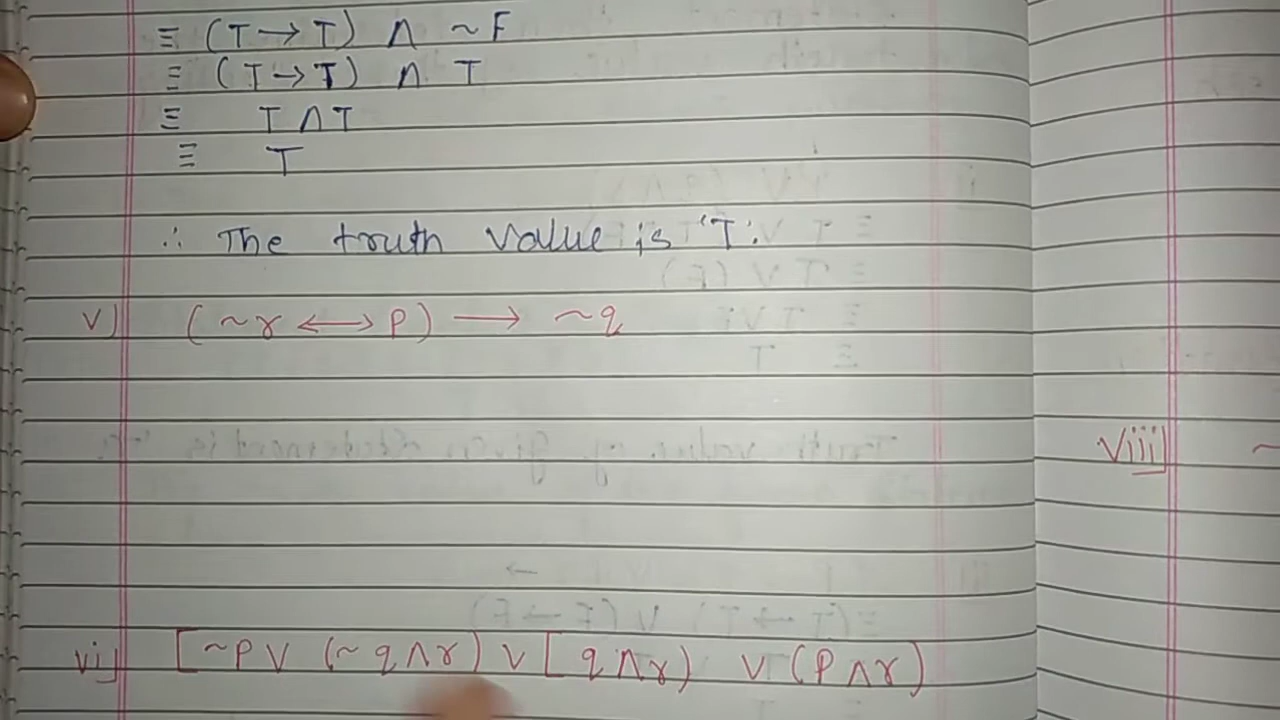 ≡ (T → T) ∧ ~F
≡ (T → T) ∧ T
≡ T ∧ T
≡ T
∴ The truth value is 'T'.
v) (~r ↔ p) → ~q
viii) ~
vi) [~p ∨ (~q ∧ r) ∨ [q ∧ r) ∨ (p ∧ r)